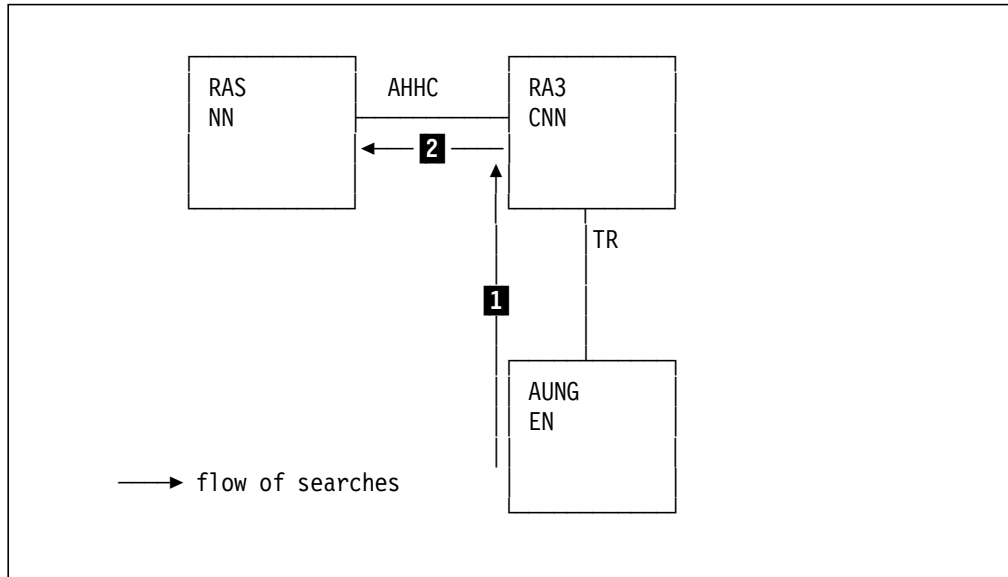 RAS
NN
AHHC
RA3
CNN
2
TR
1
AUNG
EN
flow of searches